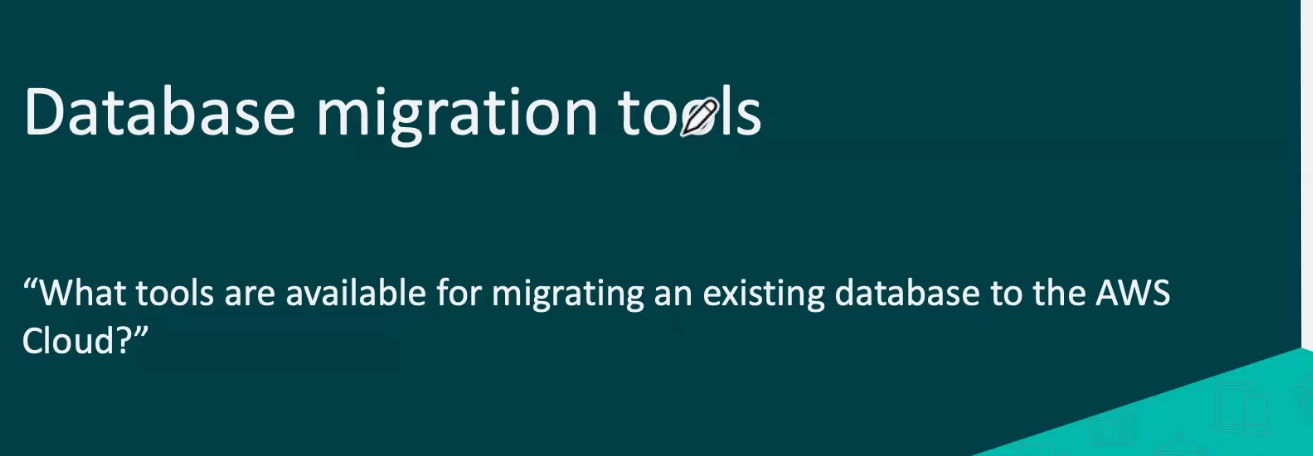 Database migration tools
“What tools are available for migrating an existing database to the AWS
Cloud?”